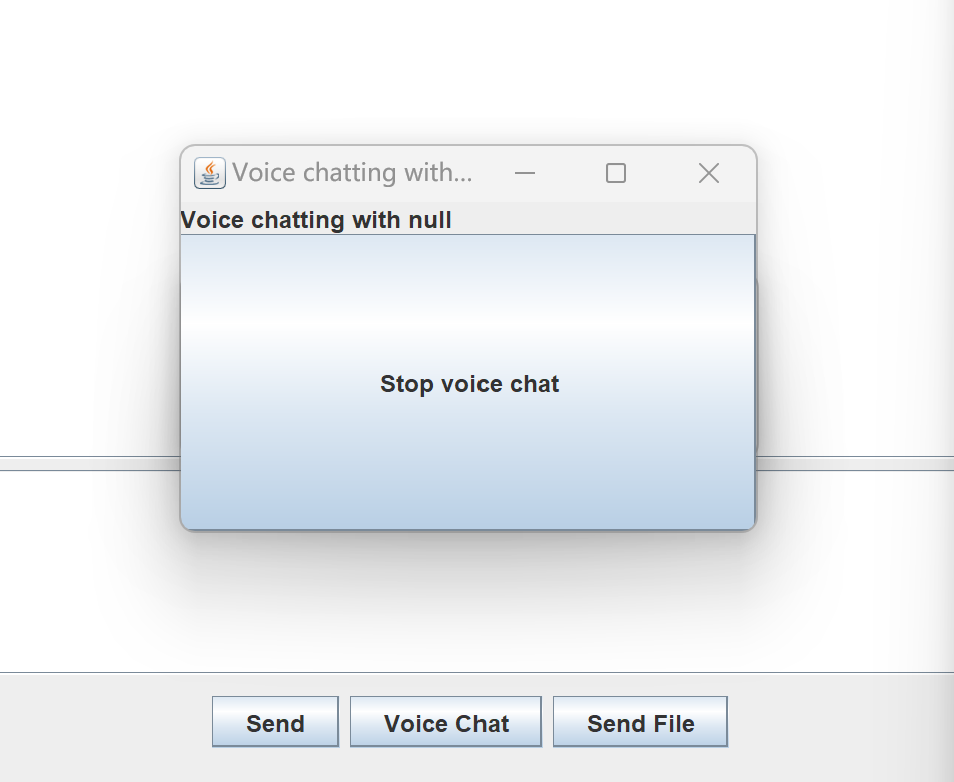 Voice chatting with...
Voice chatting with null
Stop voice chat
Send
Voice Chat
Send File